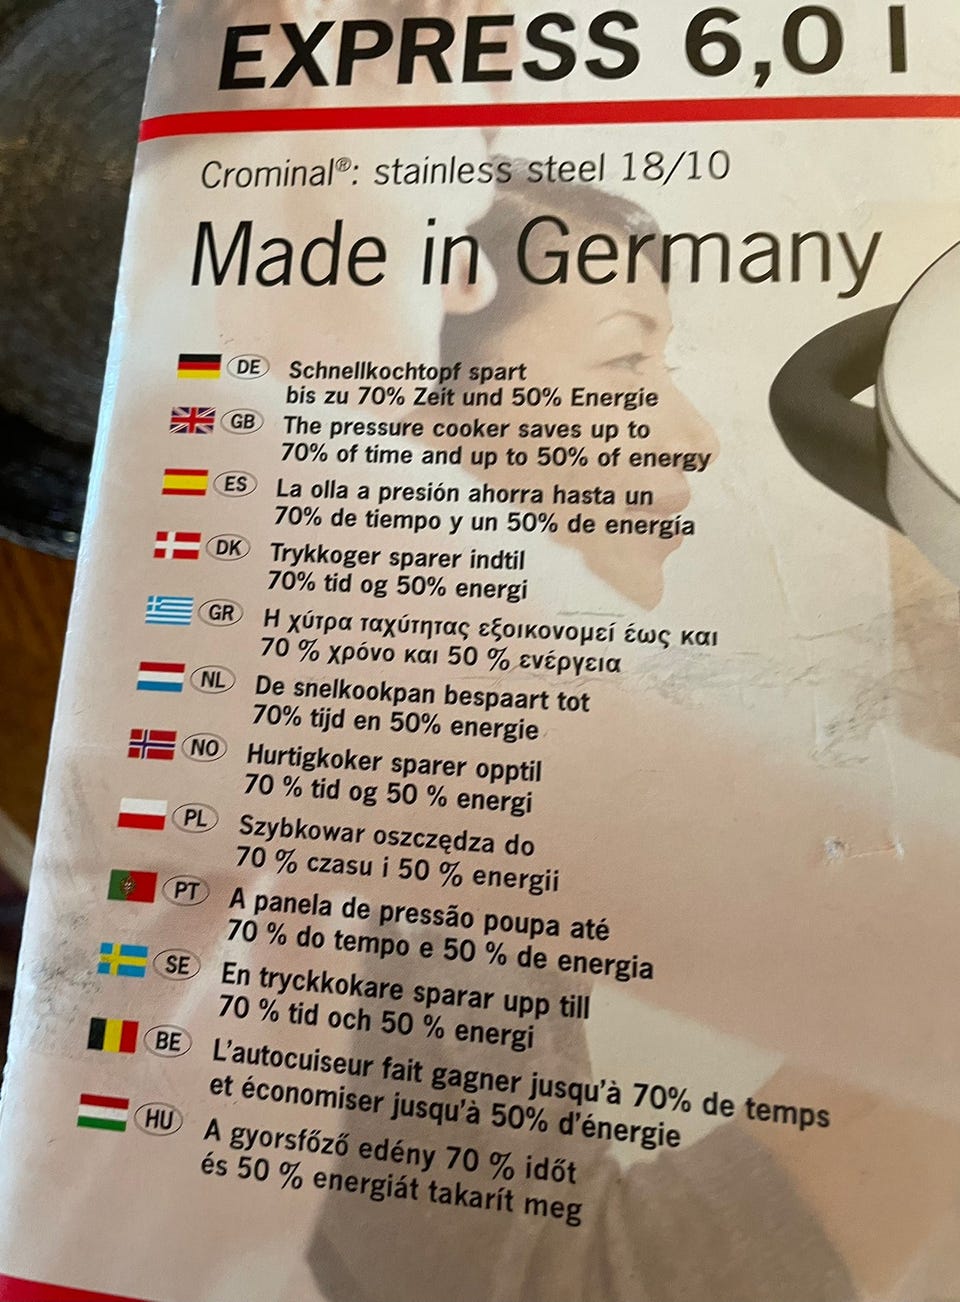 EXPRESS 6,0 l
Crominal®: stainless steel 18/10
Made in Germany
DE Schnellkochtopf spart
bis zu 70% Zeit und 50% Energie
GB The pressure cooker saves up to
70% of time and up to 50% of energy
ES La olla a presión ahorra hasta un
70% de tiempo y un 50% de energía
DK Trykkoger sparer indtil
70% tid og 50% energi
GR Η χύτρα ταχύτητας εξοικονομεί έως και
70 % χρόνο και 50 % ενέργεια
NL De snelkookpan bespaart tot
70% tijd en 50% energie
NO Hurtigkoker sparer opptil
70 % tid og 50 % energi
PL Szybkowar oszczędza do
70 % czasu i 50 % energii
PT A panela de pressão poupa até
70 % do tempo e 50 % de energia
SE En tryckkokare sparar upp till
70 % tid och 50 % energi
BE L'autocuiseur fait gagner jusqu'à 70% de temps
et économiser jusqu'à 50% d'énergie
HU A gyorsfőző edény 70 % időt
és 50 % energiát takarít meg